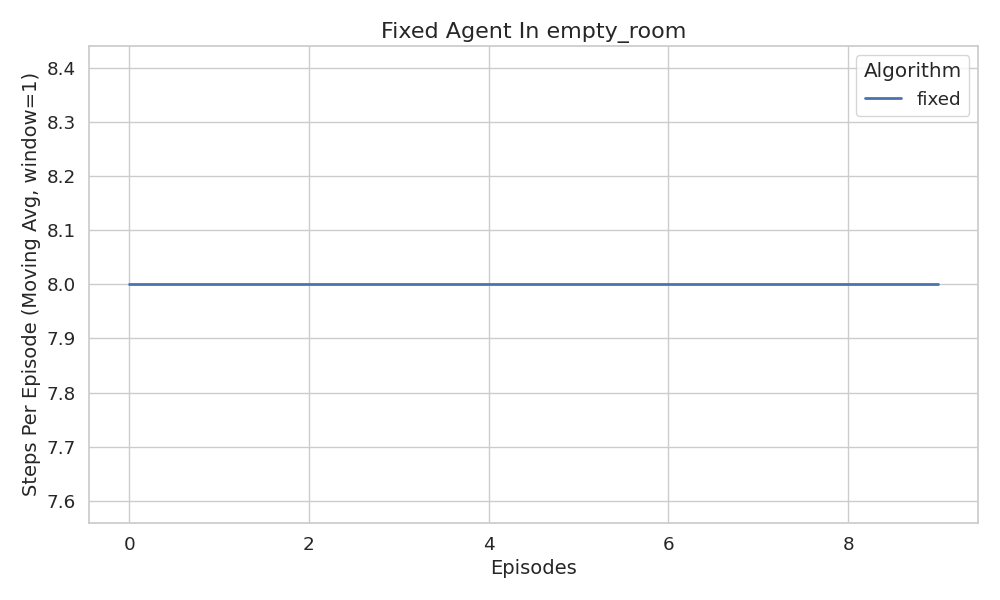 Fixed Agent In empty_room
Steps Per Episode (Moving Avg, window=1)
8.4
8.3
8.2
8.1
8.0
7.9
7.8
7.7
7.6
Algorithm
fixed
0 2 4 6 8
Episodes